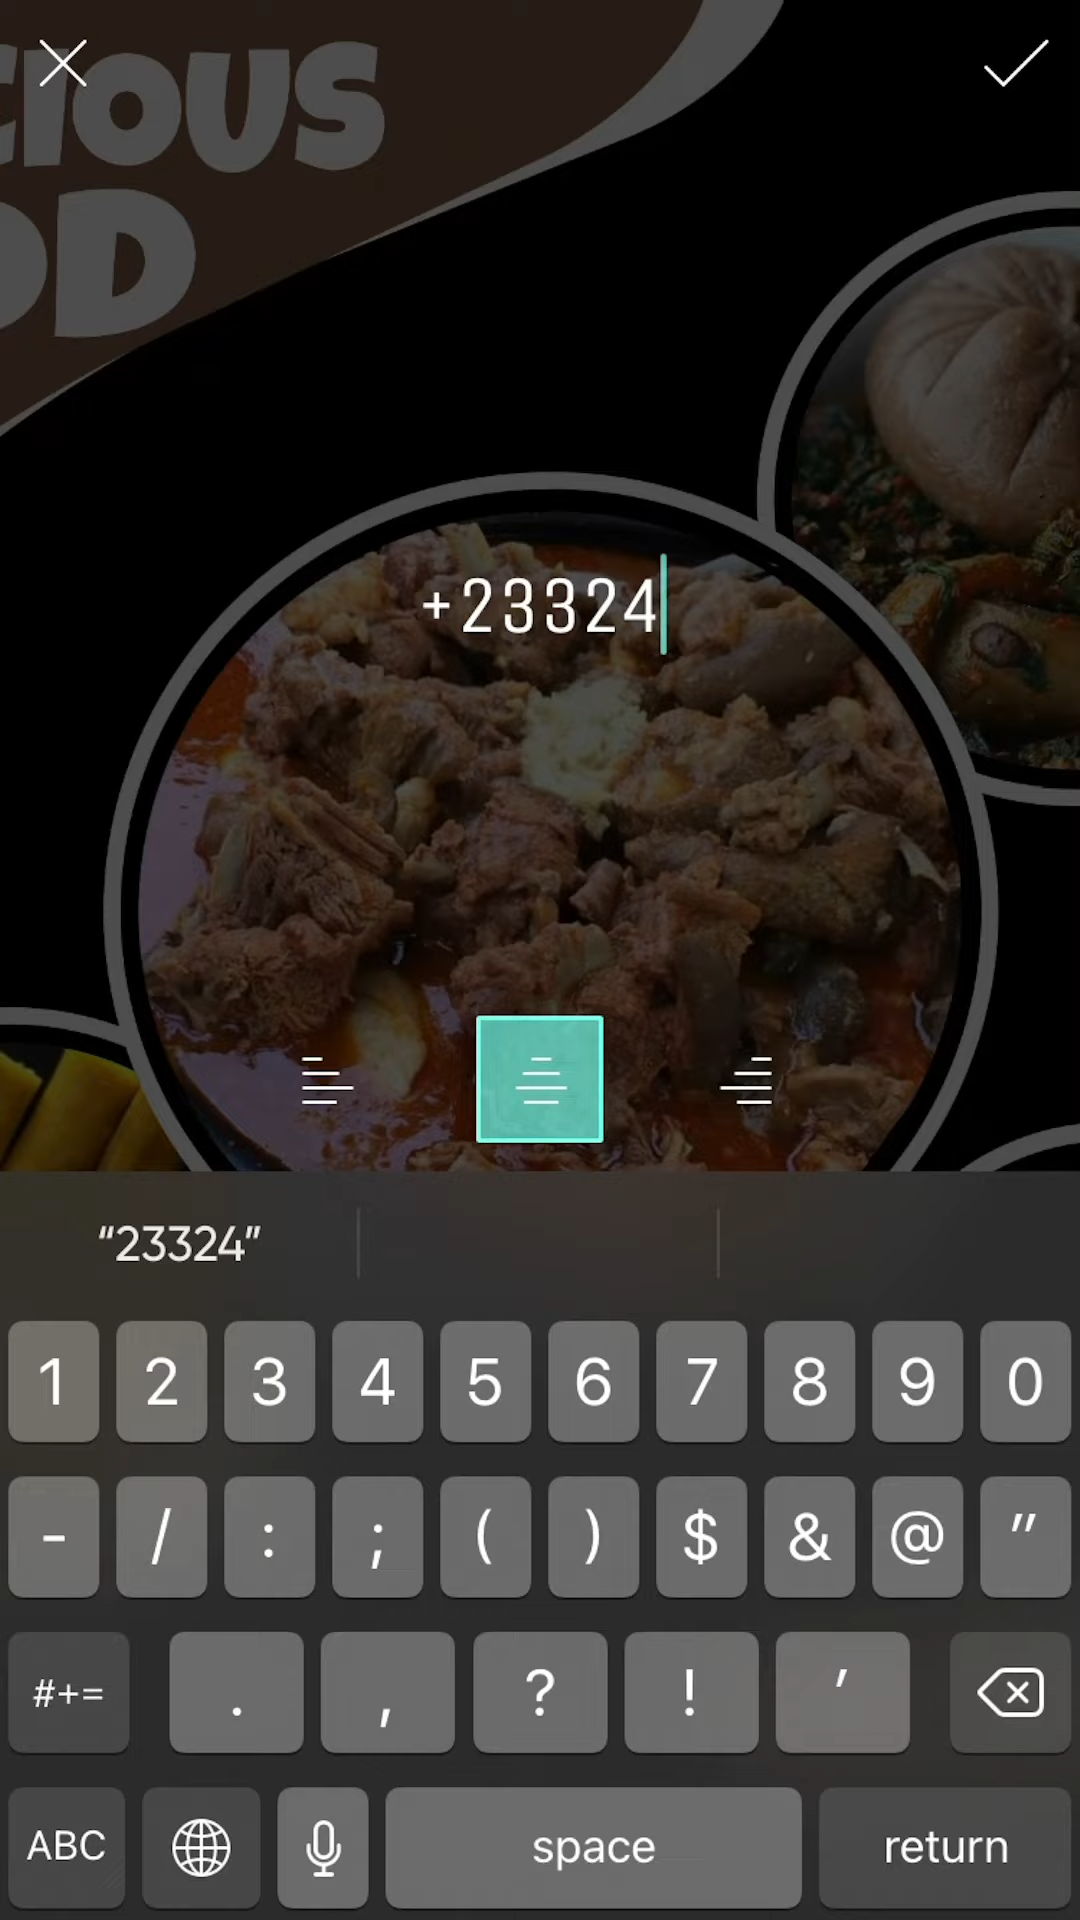 CIOUS
OD
+23324
“23324”
1 2 3 4 5 6 7 8 9 0
- / : ; ( ) $ & @ "
#+= . , ? ! '
ABC space return